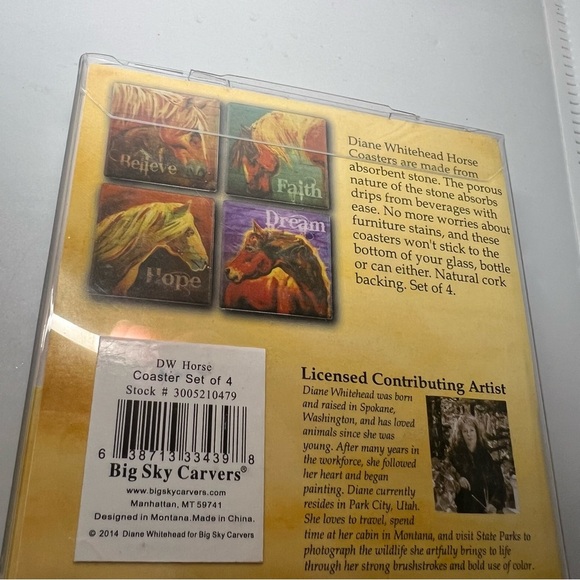 Believe
Faith
Hope
Dream
Diane Whitehead Horse
Coasters are made from
absorbent stone. The porous
nature of the stone absorbs
drips from beverages with
ease. No more worries about
furniture stains, and these
coasters won't stick to the
bottom of your glass, bottle
or can either. Natural cork
backing. Set of 4.
DW Horse
Coaster Set of 4
Stock # 3005210479
6 38713 33439 8
Big Sky Carvers®
www.bigskycarvers.com
Manhattan, MT 59741
Designed in Montana. Made in China.
© 2014 Diane Whitehead for Big Sky Carvers
Licensed Contributing Artist
Diane Whitehead was born
and raised in Spokane,
Washington, and has loved
animals since she was
young. After many years in
the workforce, she followed
her heart and began
painting. Diane currently
resides in Park City, Utah.
She loves to travel, spend
time at her cabin in Montana, and visit State Parks to
photograph the wildlife she artfully brings to life
through her strong brushstrokes and bold use of color.